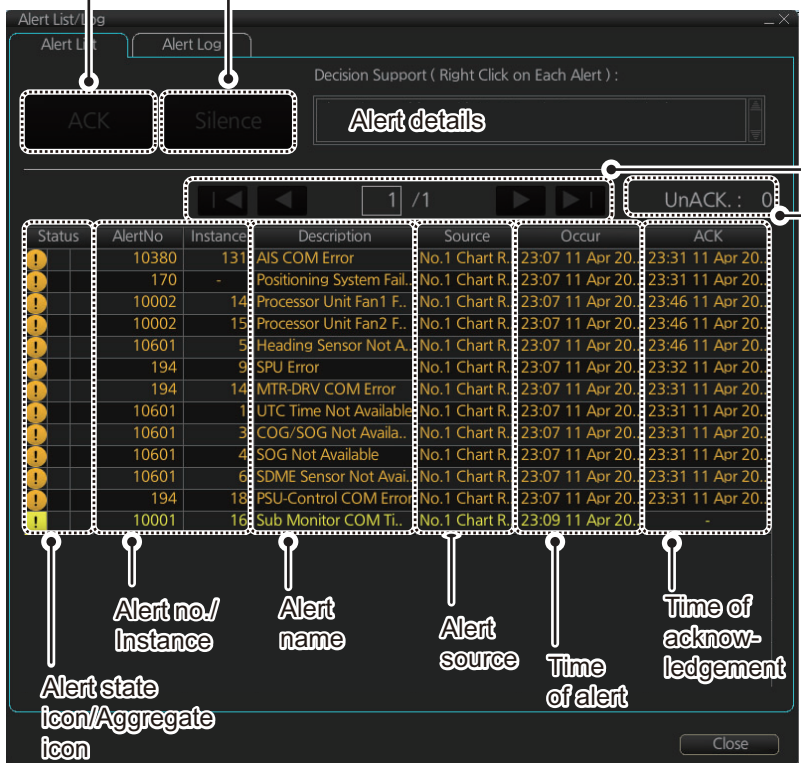 Alert List/Log
Alert List Alert Log
Decision Support ( Right Click on Each Alert ) :
ACK Silence Alert details
1 /1 UnACK. : 0
Status AlertNo Instance Description Source Occur ACK
10380 131 AIS COM Error No.1 Chart R.. 23:07 11 Apr 20.. 23:31 11 Apr 20..
170 - Positioning System Fail.. No.1 Chart R.. 23:07 11 Apr 20.. 23:31 11 Apr 20..
10002 14 Processor Unit Fan1 F.. No.1 Chart R.. 23:07 11 Apr 20.. 23:46 11 Apr 20..
10002 15 Processor Unit Fan2 F.. No.1 Chart R.. 23:07 11 Apr 20.. 23:46 11 Apr 20..
10601 5 Heading Sensor Not A.. No.1 Chart R.. 23:07 11 Apr 20.. 23:46 11 Apr 20..
194 9 SPU Error No.1 Chart R.. 23:07 11 Apr 20.. 23:32 11 Apr 20..
194 14 MTR-DRV COM Error No.1 Chart R.. 23:07 11 Apr 20.. 23:31 11 Apr 20..
10601 1 UTC Time Not Available No.1 Chart R.. 23:07 11 Apr 20.. 23:31 11 Apr 20..
10601 3 COG/SOG Not Availa.. No.1 Chart R.. 23:07 11 Apr 20.. 23:31 11 Apr 20..
10601 4 SOG Not Available No.1 Chart R.. 23:07 11 Apr 20.. 23:31 11 Apr 20..
10601 6 SDME Sensor Not Avai.. No.1 Chart R.. 23:07 11 Apr 20.. 23:31 11 Apr 20..
194 18 PSU-Control COM Error No.1 Chart R.. 23:07 11 Apr 20.. 23:31 11 Apr 20..
10001 16 Sub Monitor COM Ti.. No.1 Chart R.. 23:09 11 Apr 20.. -
Alert no./
Instance
Alert
name
Alert
source
Time
of alert
Time of
acknow-
ledgement
Alert state
icon/Aggregate
icon
Close